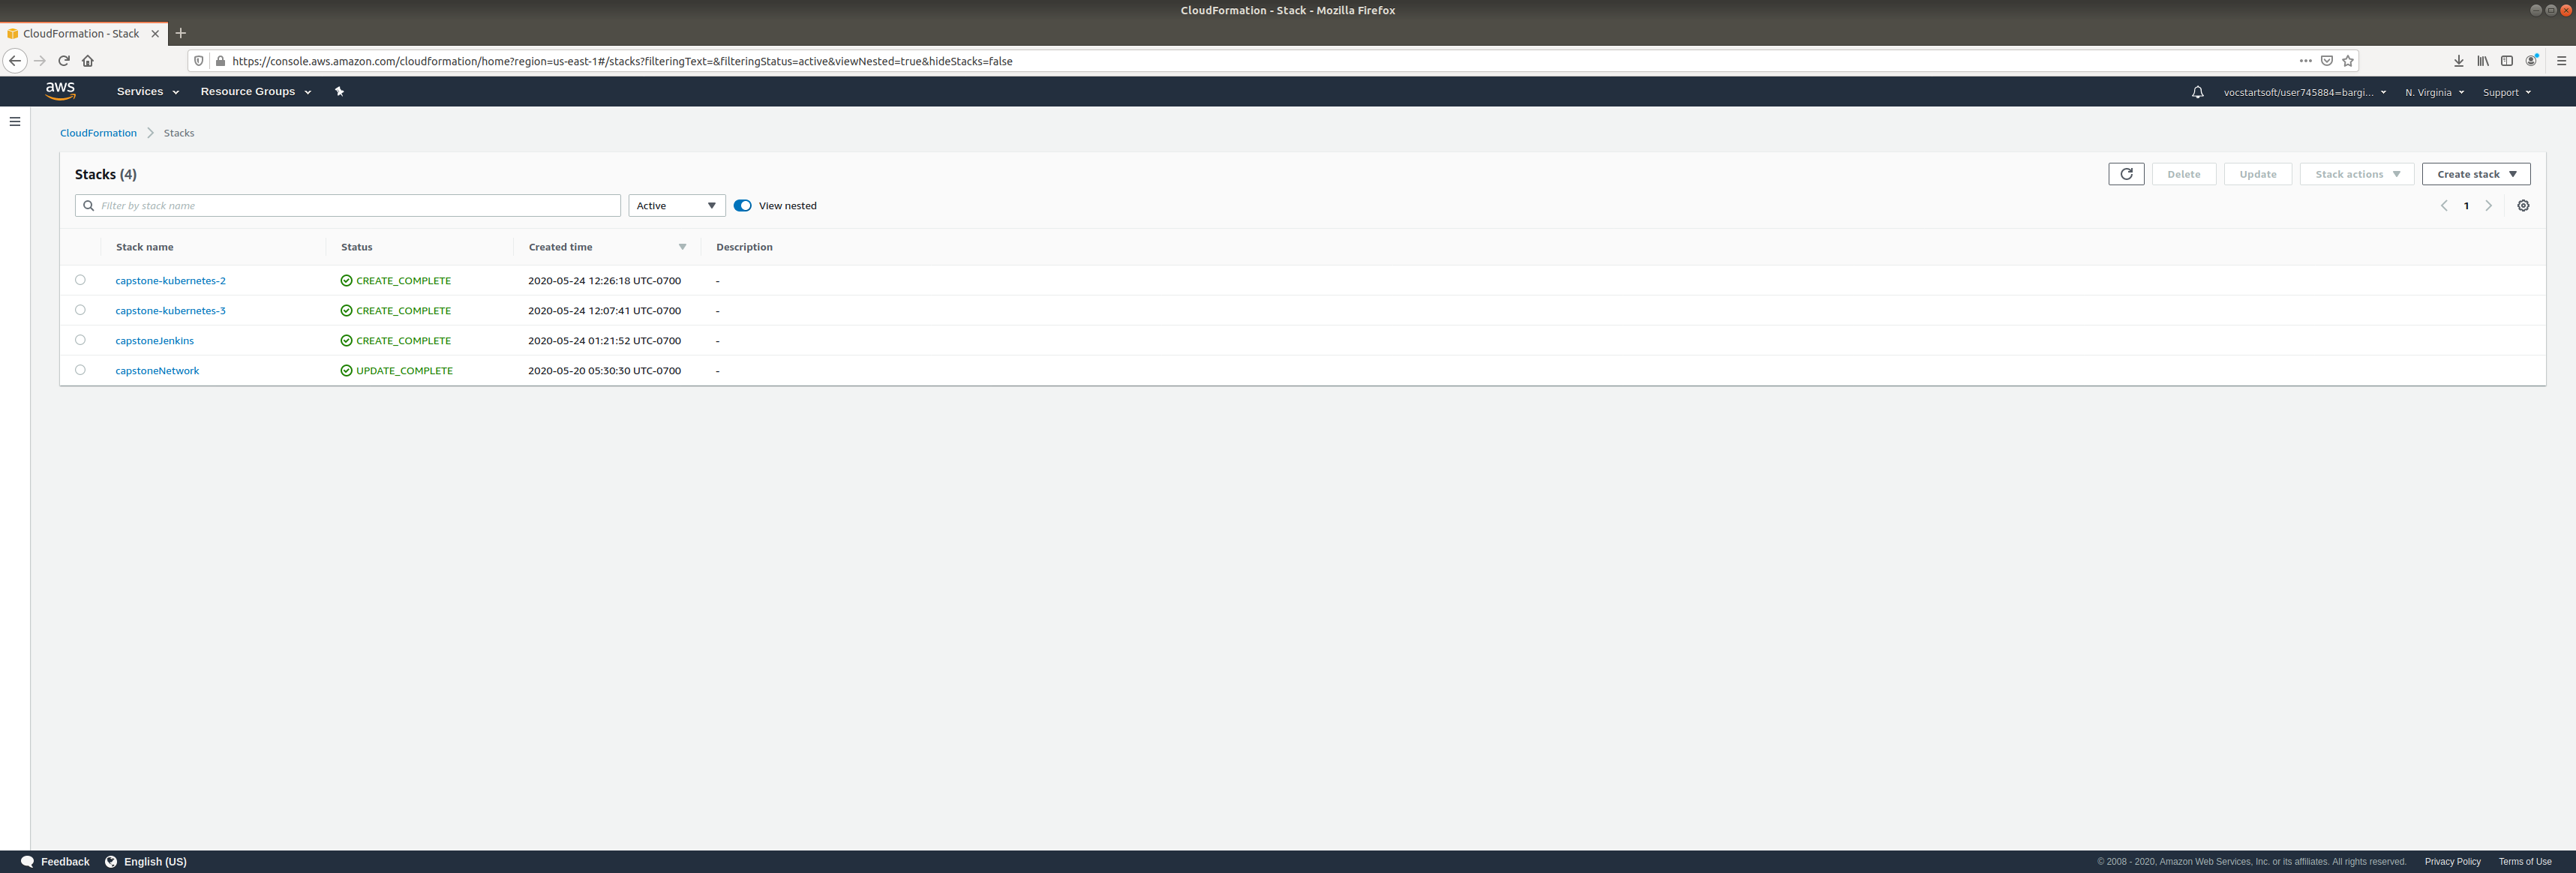 CloudFormation - Stack - Mozilla Firefox
CloudFormation - Stack
https://console.aws.amazon.com/cloudformation/home?region=us-east-1#/stacks?filteringText=&filteringStatus=active&viewNested=true&hideStacks=false
aws Services Resource Groups vocstartsoft/user745884=bargi... N. Virginia Support
CloudFormation Stacks
Stacks (4) Delete Update Stack actions Create stack
Filter by stack name Active View nested 1
Stack name Status Created time Description
capstone-kubernetes-2 CREATE_COMPLETE 2020-05-24 12:26:18 UTC-0700 -
capstone-kubernetes-3 CREATE_COMPLETE 2020-05-24 12:07:41 UTC-0700 -
capstoneJenkins CREATE_COMPLETE 2020-05-24 01:21:52 UTC-0700 -
capstoneNetwork UPDATE_COMPLETE 2020-05-20 05:30:30 UTC-0700 -
Feedback English (US) © 2008 - 2020, Amazon Web Services, Inc. or its affiliates. All rights reserved. Privacy Policy Terms of Use